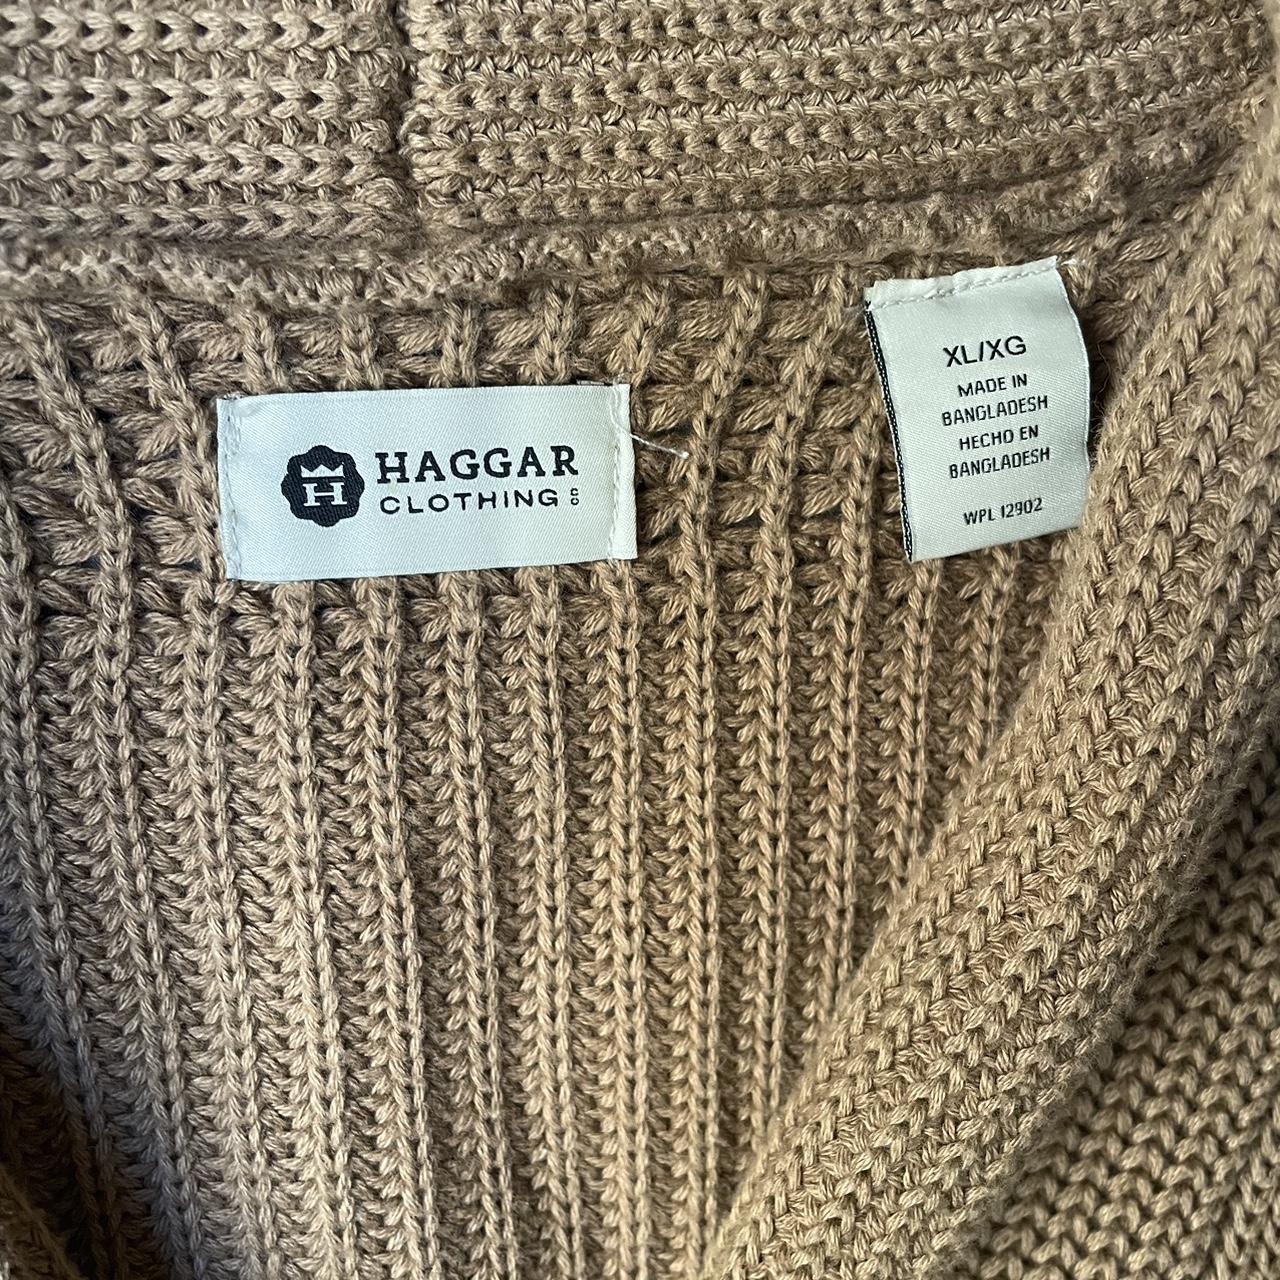 H
HAGGAR
CLOTHING CO
XL/XG
MADE IN
BANGLADESH
HECHO EN
BANGLADESH
WPL 12902